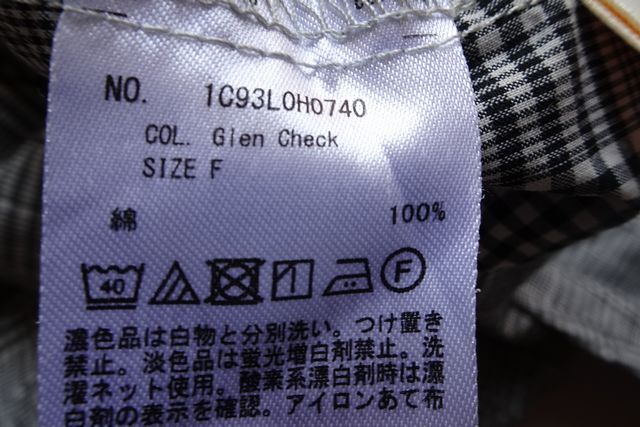 NO. 1C93L0H0740
COL. Glen Check
SIZE F
綿 100%
40 F
濃色品は白物と分別洗い。つけ置き
禁止。淡色品は蛍光増白剤禁止。洗
濯ネット使用。酸素系漂白剤時は漂
白剤の表示を確認。アイロンあて布